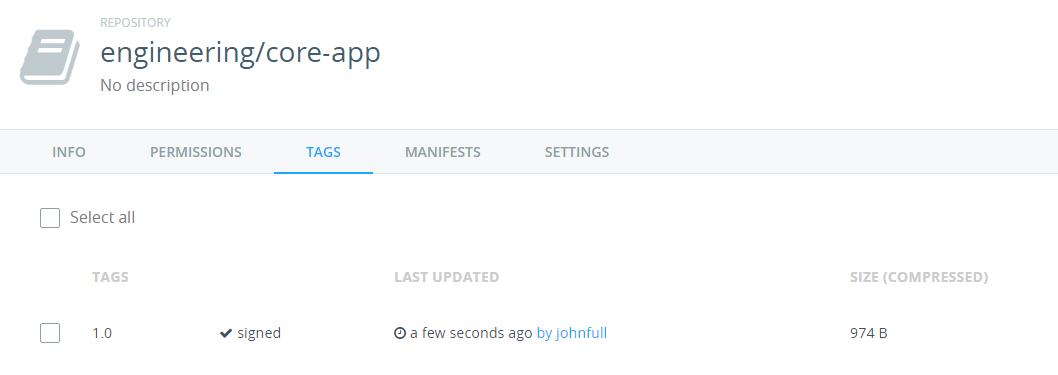 REPOSITORY
engineering/core-app
No description
INFO PERMISSIONS TAGS MANIFESTS SETTINGS
Select all
TAGS LAST UPDATED SIZE (COMPRESSED)
1.0 signed a few seconds ago by johnfull 974 B